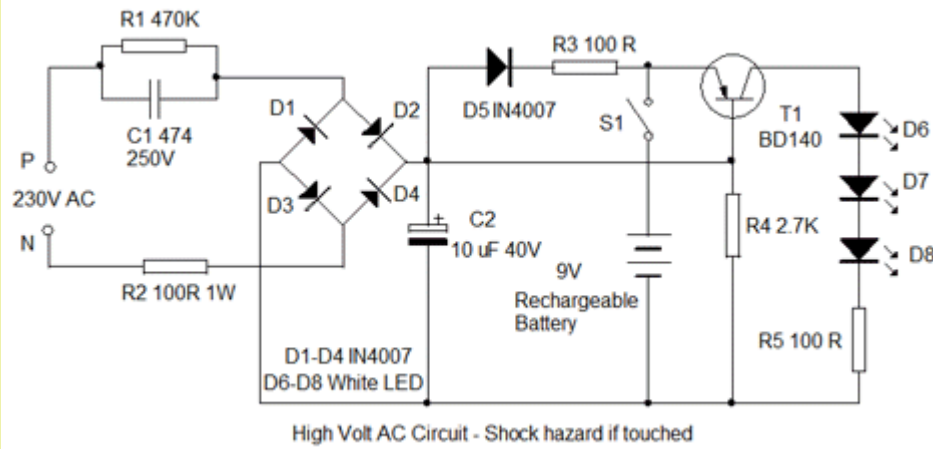 R1 470K
C1 474
250V
P
230V AC
N
R2 100R 1W
D1
D2
D3
D4
D5 IN4007
R3 100 R
S1
T1
BD140
D6
D7
D8
+
C2
10 uF 40V
9V
Rechargeable
Battery
R4 2.7K
R5 100 R
D1-D4 IN4007
D6-D8 White LED
High Volt AC Circuit - Shock hazard if touched